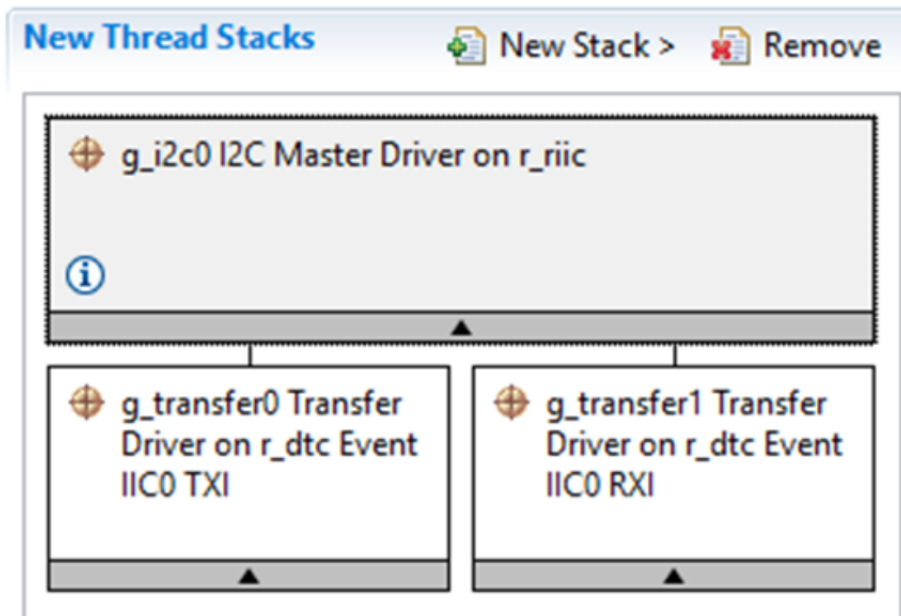 New Thread Stacks
New Stack >
Remove
g_i2c0 I2C Master Driver on r_riic
g_transfer0 Transfer
Driver on r_dtc Event
IIC0 TXI
g_transfer1 Transfer
Driver on r_dtc Event
IIC0 RXI